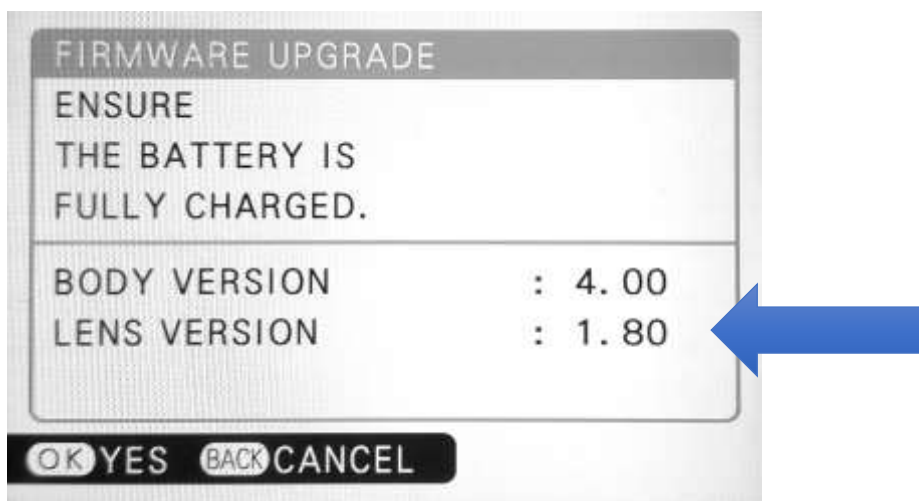 FIRMWARE UPGRADE
ENSURE
THE BATTERY IS
FULLY CHARGED.
BODY VERSION : 4.00
LENS VERSION : 1.80
OK YES BACK CANCEL